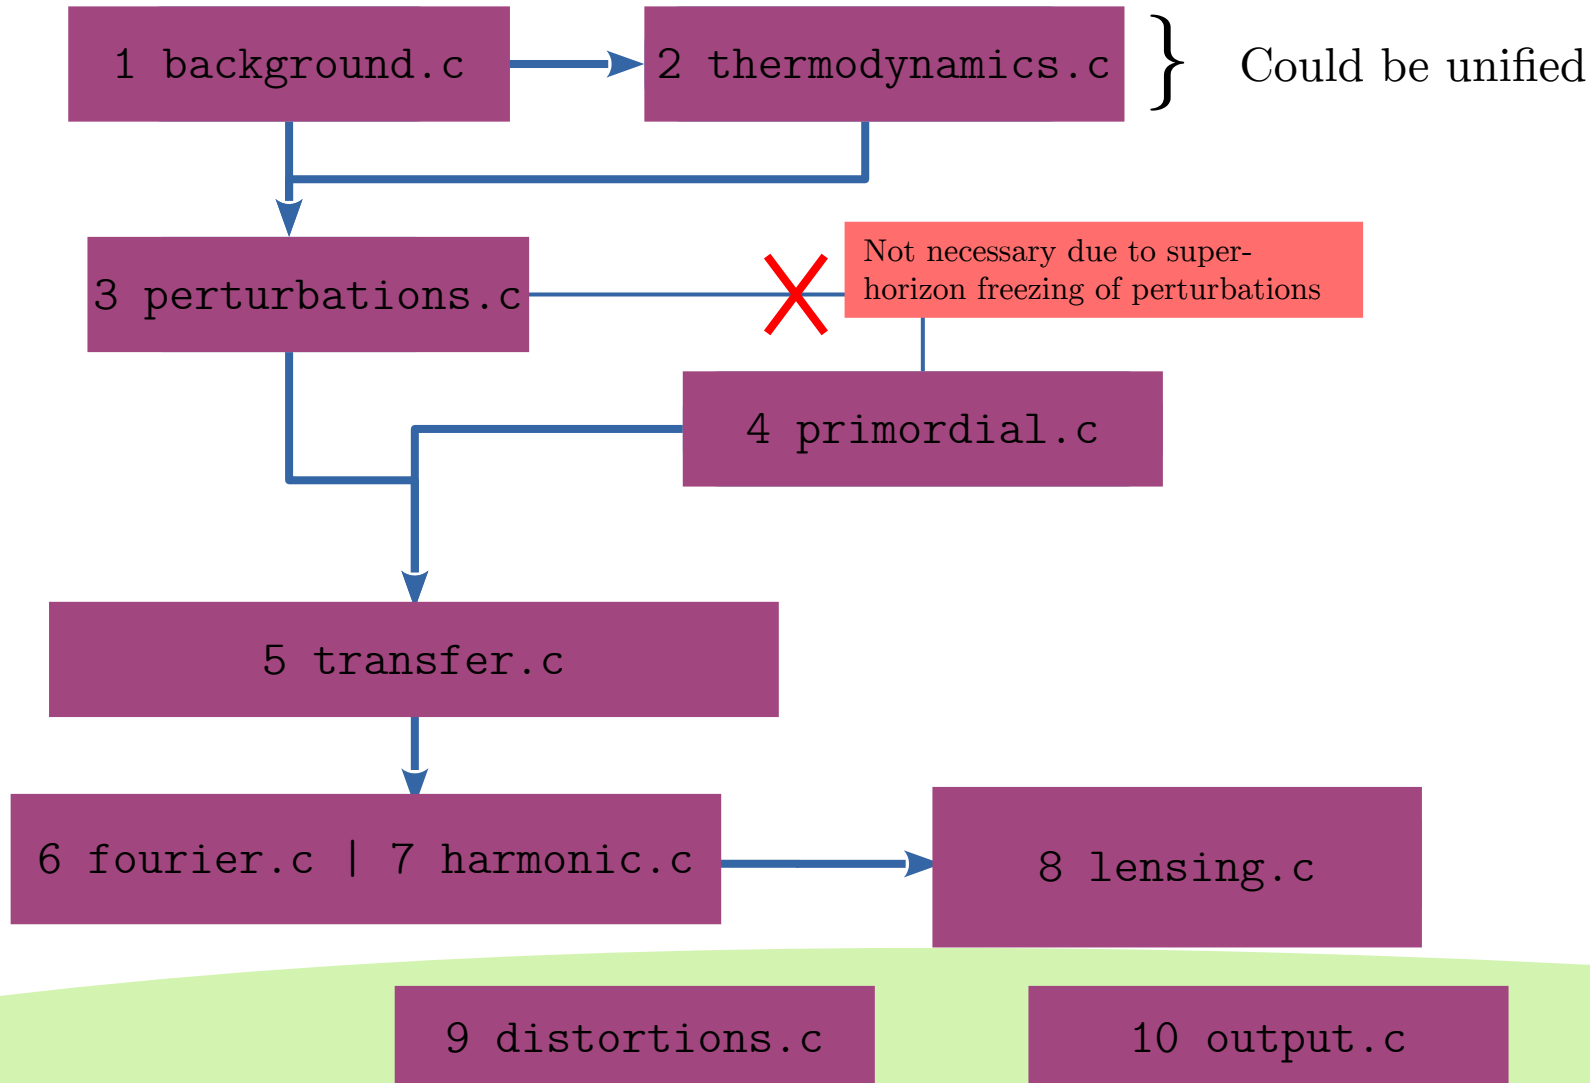 1 background.c
2 thermodynamics.c
} Could be unified
Not necessary due to super-
horizon freezing of perturbations
3 perturbations.c
4 primordial.c
5 transfer.c
6 fourier.c | 7 harmonic.c
8 lensing.c
9 distortions.c
10 output.c